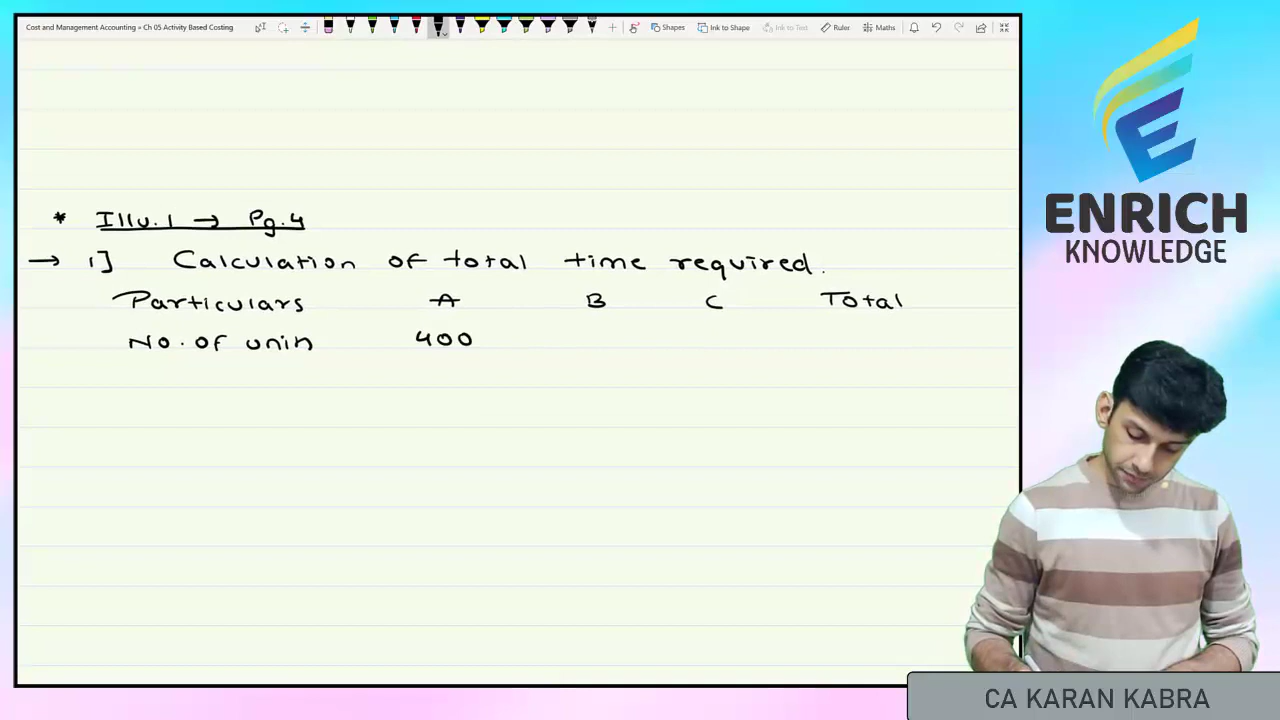 Cost and Management Accounting » Ch 05 Activity Based Costing
Shapes
Ink to Shape
Ink to Text
Ruler
Maths
* Illu.1 → Pg.4
→ 1] Calculation of total time required.
Particulars A B C Total
No. of units 400
ENRICH
KNOWLEDGE
CA KARAN KABRA